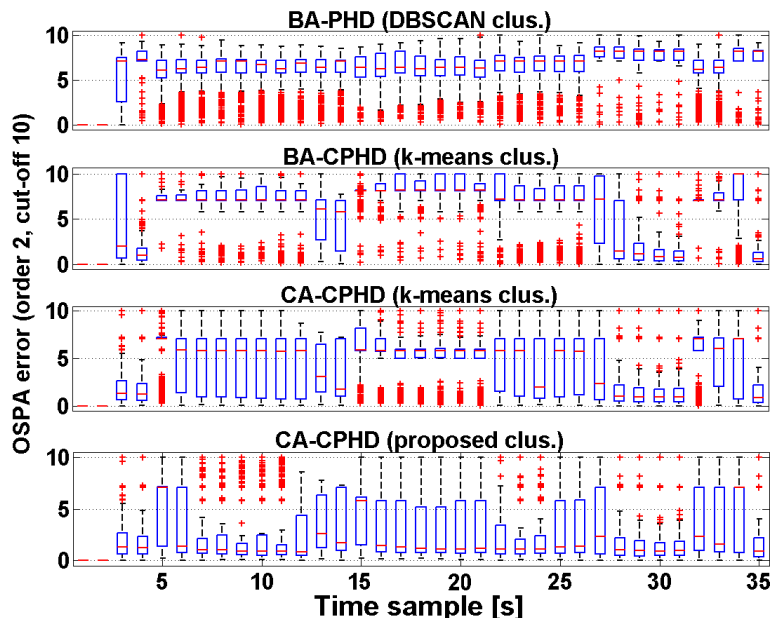 BA-PHD (DBSCAN clus.)
10
5
0
BA-CPHD (k-means clus.)
10
5
0
CA-CPHD (k-means clus.)
10
5
0
CA-CPHD (proposed clus.)
10
5
0
5 10 15 20 25 30 35
Time sample [s]
OSPA error (order 2, cut-off 10)